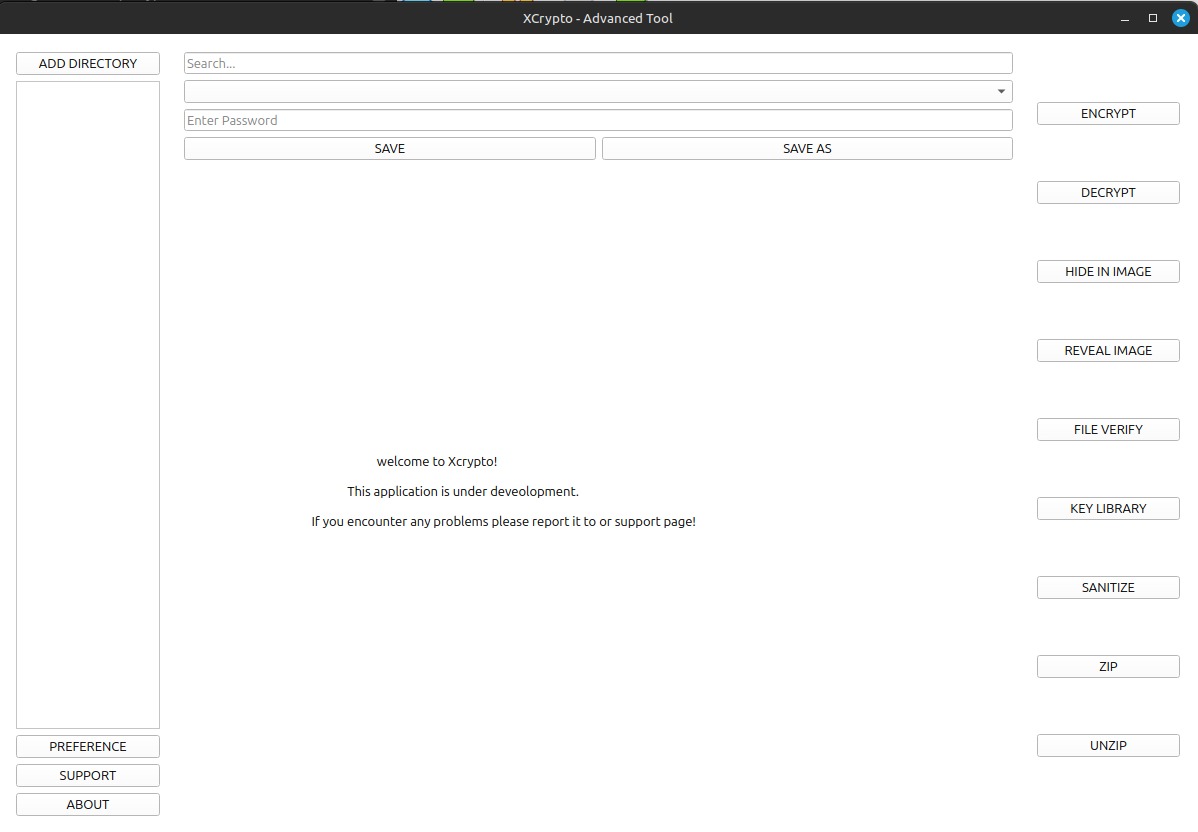 XCrypto - Advanced Tool
ADD DIRECTORY
Search...
Enter Password
SAVE
SAVE AS
welcome to Xcrypto!
This application is under deveolopment.
If you encounter any problems please report it to or support page!
PREFERENCE
SUPPORT
ABOUT
ENCRYPT
DECRYPT
HIDE IN IMAGE
REVEAL IMAGE
FILE VERIFY
KEY LIBRARY
SANITIZE
ZIP
UNZIP